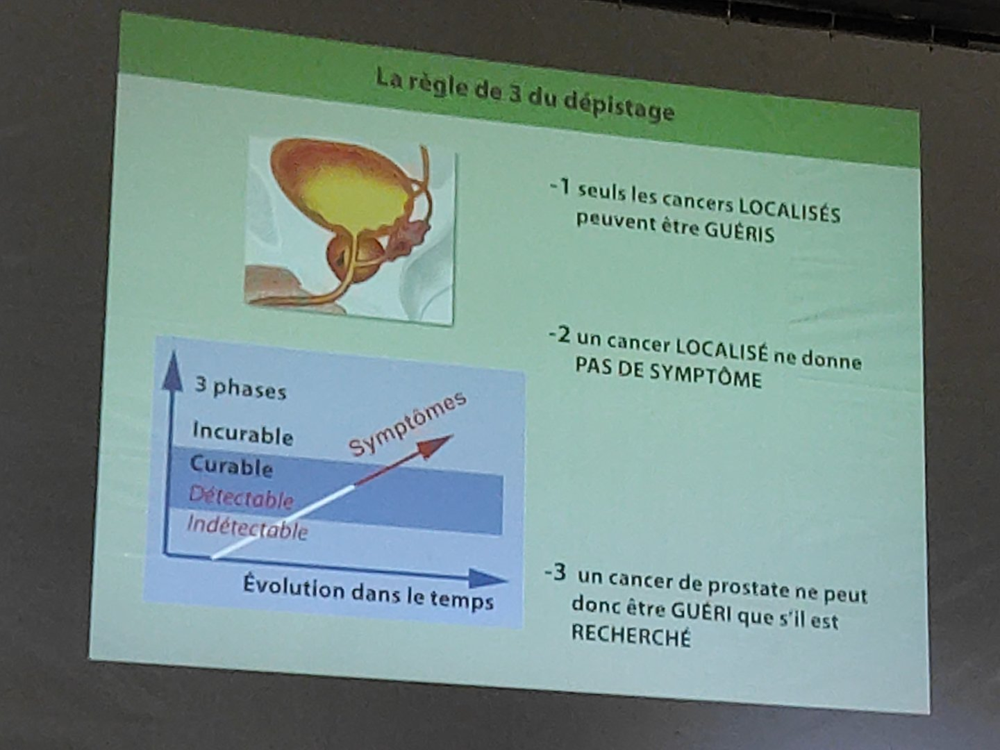 La règle de 3 du dépistage
-1 seuls les cancers LOCALISÉS
peuvent être GUÉRIS
-2 un cancer LOCALISÉ ne donne
PAS DE SYMPTÔME
3 phases
Incurable
Curable
Détectable
Indétectable
Symptômes
Évolution dans le temps
-3 un cancer de prostate ne peut
donc être GUÉRI que s'il est
RECHERCHÉ